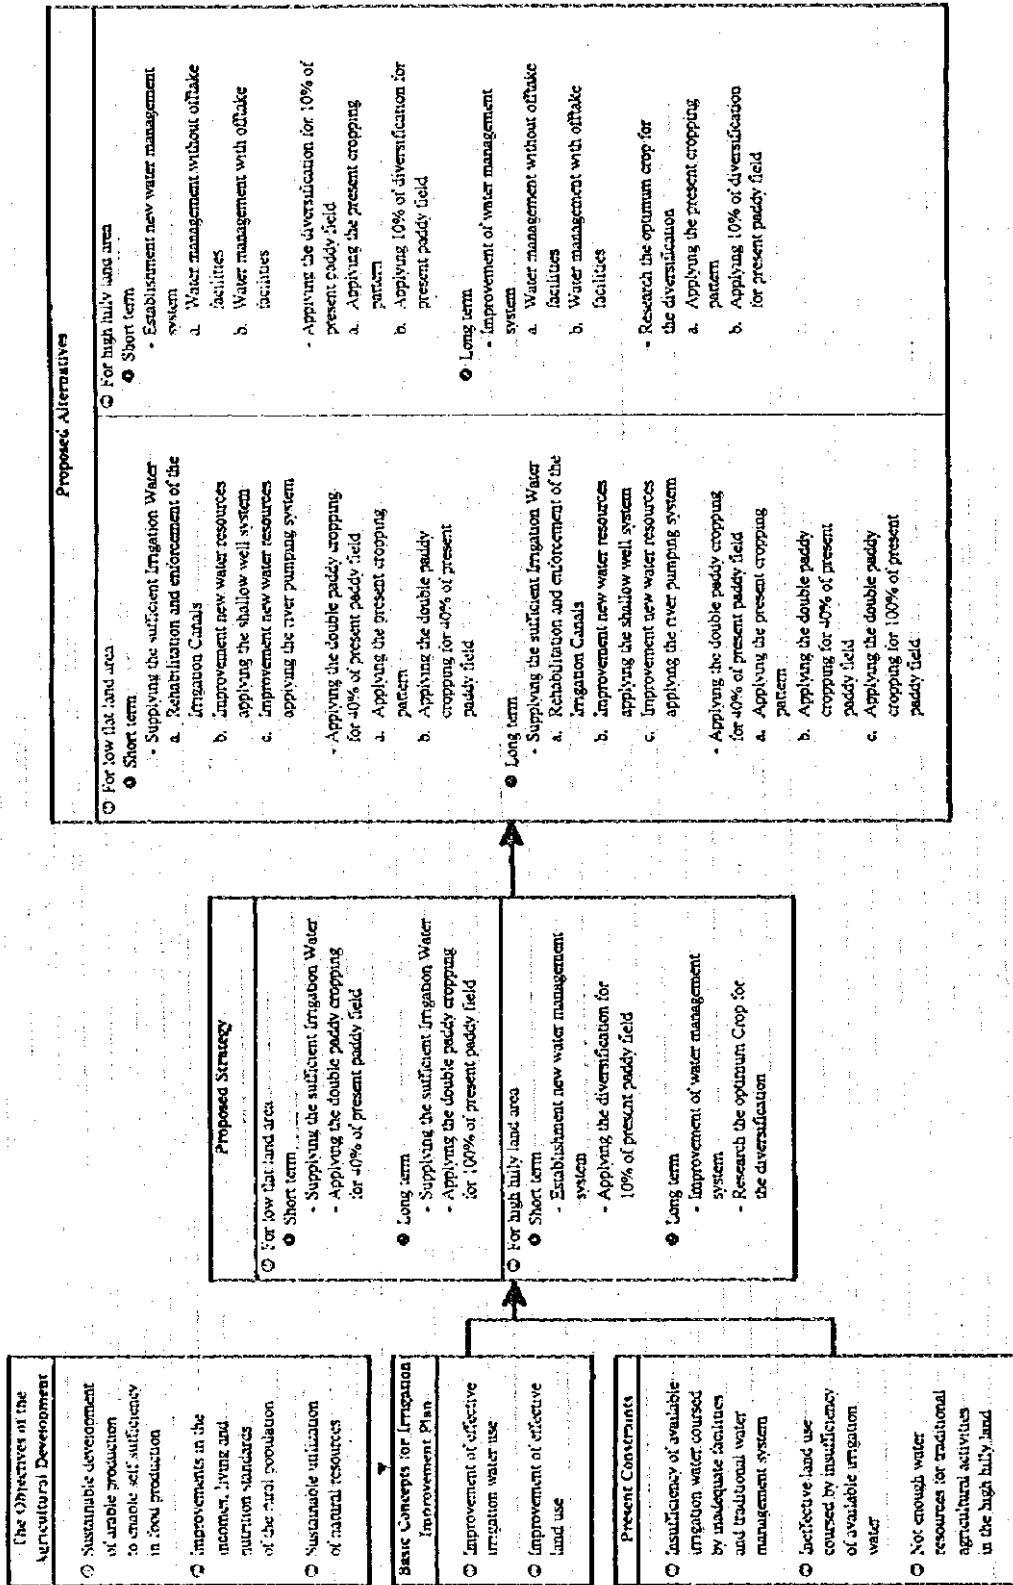 The Objectives of the
Agricultural Development
Sustainable development
of arable production
to enable self sufficiency
in food production
Improvements in the
incomes, living and
nutrition standards
of the rural population
Sustainable utilization
of natural resources
Basic Concepts for Irrigation
Improvement Plan
Improvement of effective
irrigation water use
Improvement of effective
land use
Present Constraints
Insufficiency of available
irrigation water coursed
by inadequate facilities
and traditional water
management system
Ineffective land use
coursed by insufficiency
of available irrigation
water
Not enough water
resources for traditional
agricultural activities
in the high hully land
Proposed Strategy
For low flat land area
Short term
- Supplying the sufficient Irrigation Water
- Applying the double paddy cropping
for 40% of present paddy field
Long term
- Supplying the sufficient Irrigation Water
- Applying the double paddy cropping
for 100% of present paddy field
For high hully land area
Short term
- Establishment new water management
system
- Applying the diversification for
10% of present paddy field
Long term
- Improvement of water management
system
- Research the optimum Crop for
the diversification
Proposed Alternatives
For low flat land area
Short term
- Supplying the sufficient Irrigation Water
a. Rehabilitation and enforcement of the
Irrigation Canals
b. Improvement new water resources
applying the shallow well system
c. Improvement new water resources
applying the river pumping system
- Applying the double paddy cropping
for 40% of present paddy field
a. Applying the present cropping
pattern
b. Applying the double paddy
cropping for 40% of present
paddy field
Long term
- Supplying the sufficient Irrigation Water
a. Rehabilitation and enforcement of the
Irrigation Canals
b. Improvement new water resources
applying the shallow well system
c. Improvement new water resources
applying the river pumping system
- Applying the double paddy cropping
for 40% of present paddy field
a. Applying the present cropping
pattern
b. Applying the double paddy
cropping for 40% of present
paddy field
c. Applying the double paddy
cropping for 100% of present
paddy field
For high hully land area
Short term
- Establishment new water management
system
a. Water management without offtake
facilities
b. Water management with offtake
facilities
- Applying the diversification for 10% of
present paddy field
a. Applying the present cropping
pattern
b. Applying 10% of diversification for
present paddy field
Long term
- Improvement of water management
system
a. Water management without offtake
facilities
b. Water management with offtake
facilities
- Research the optimum crop for
the diversification
a. Applying the present cropping
pattern
b. Applying 10% of diversification
for present paddy field